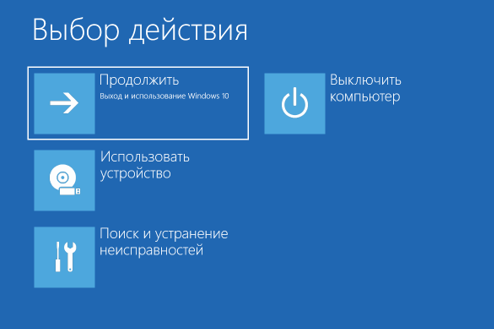 Выбор действия
Продолжить
Выход и использование Windows 10
Выключить
компьютер
Использовать
устройство
Поиск и устранение
неисправностей